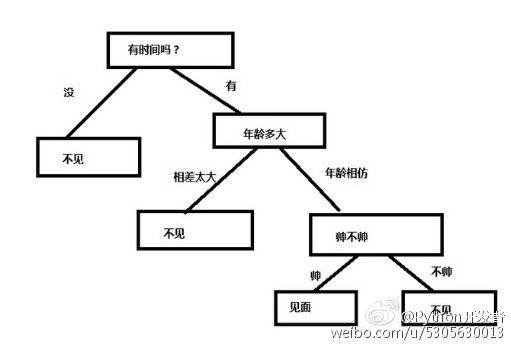 有时间吗？
没
有
不见
年龄多大
相差太大
年龄相仿
不见
帅不帅
帅
不帅
见面
不见
@Python开发者
weibo.com/u/5305630013